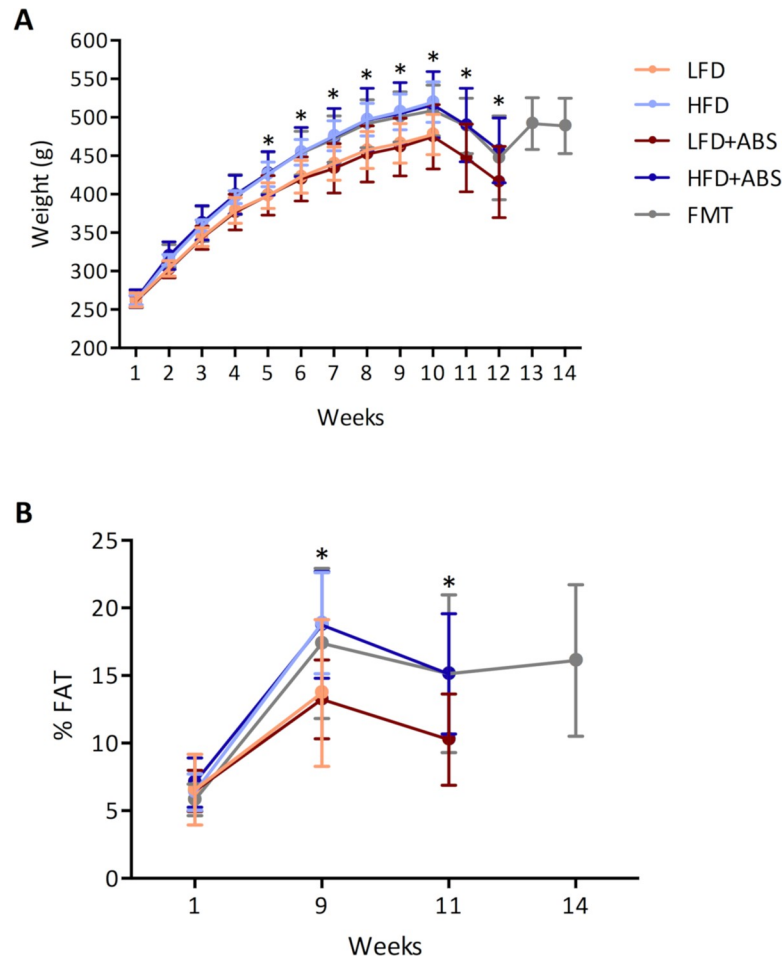 A
600
550
500
450
400
350
300
250
200
Weight (g)
* * * * * * * *
1 2 3 4 5 6 7 8 9 10 11 12 13 14
Weeks
LFD
HFD
LFD+ABS
HFD+ABS
FMT
B
25
20
15
10
5
0
% FAT
* *
1 9 11 14
Weeks